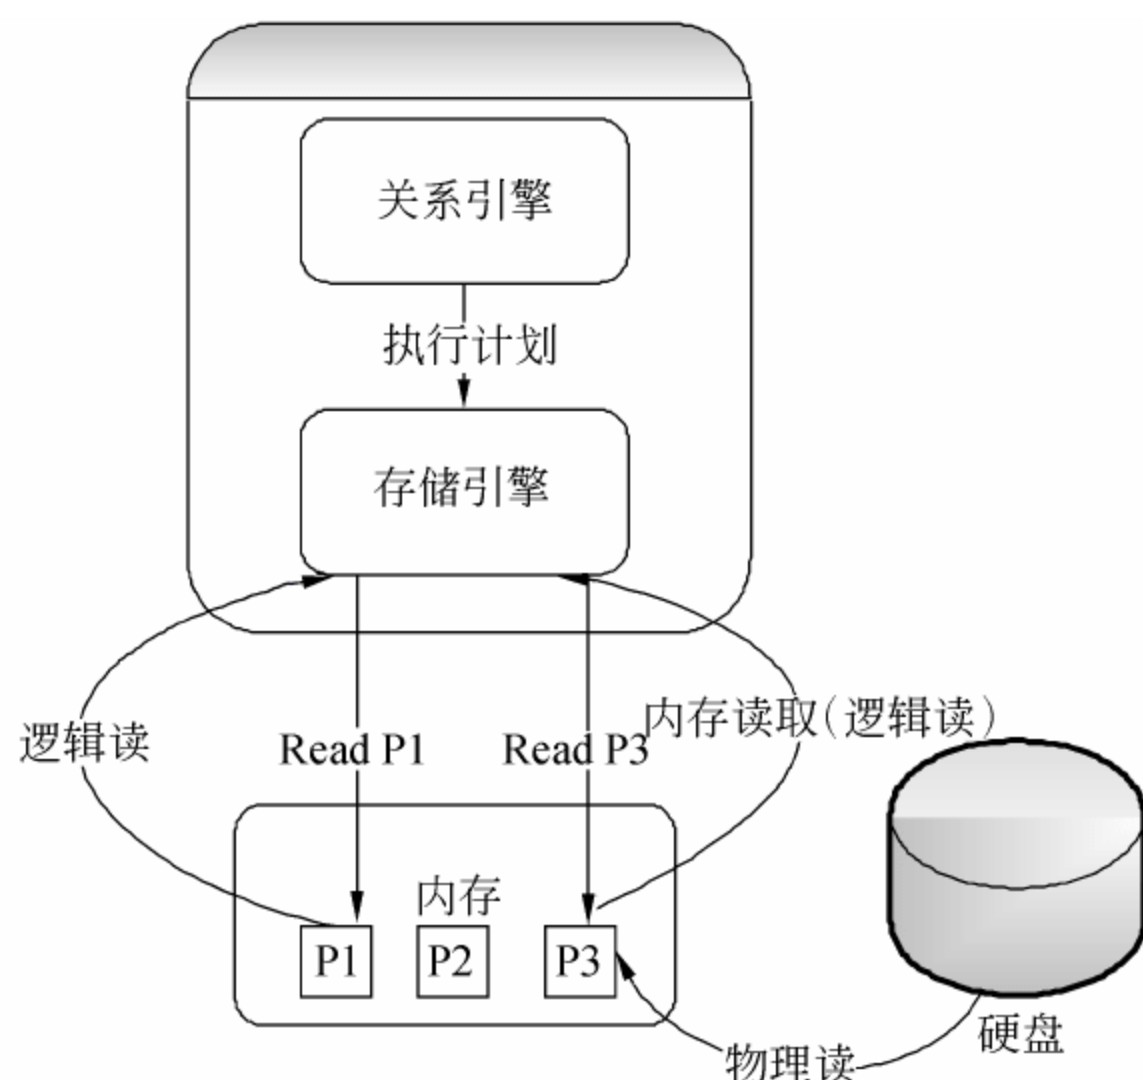 关系引擎
执行计划
存储引擎
内存读取(逻辑读)
逻辑读
Read P1
Read P3
内存
P1
P2
P3
硬盘
物理读